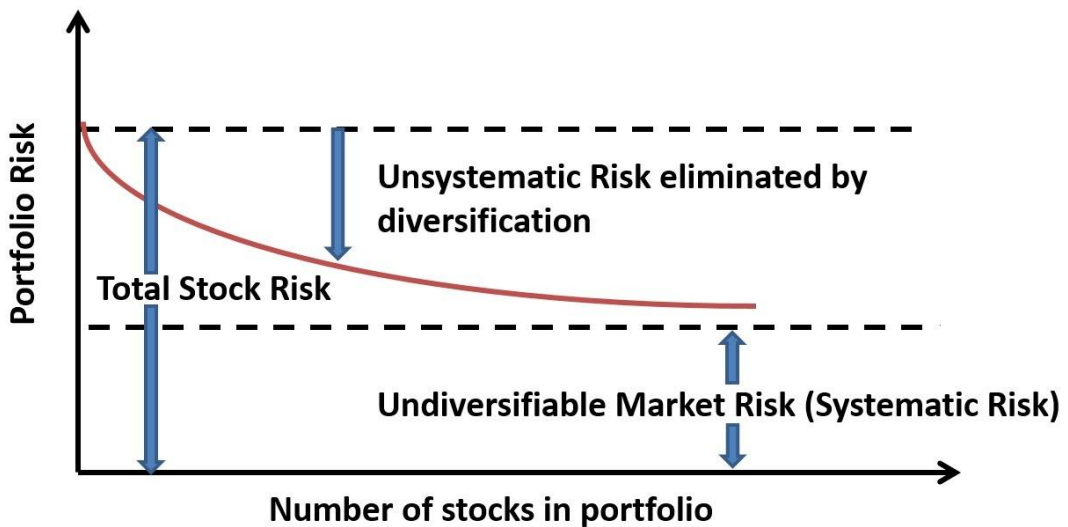 Portfolio Risk
Unsystematic Risk eliminated by
diversification
Total Stock Risk
Undiversifiable Market Risk (Systematic Risk)
Number of stocks in portfolio